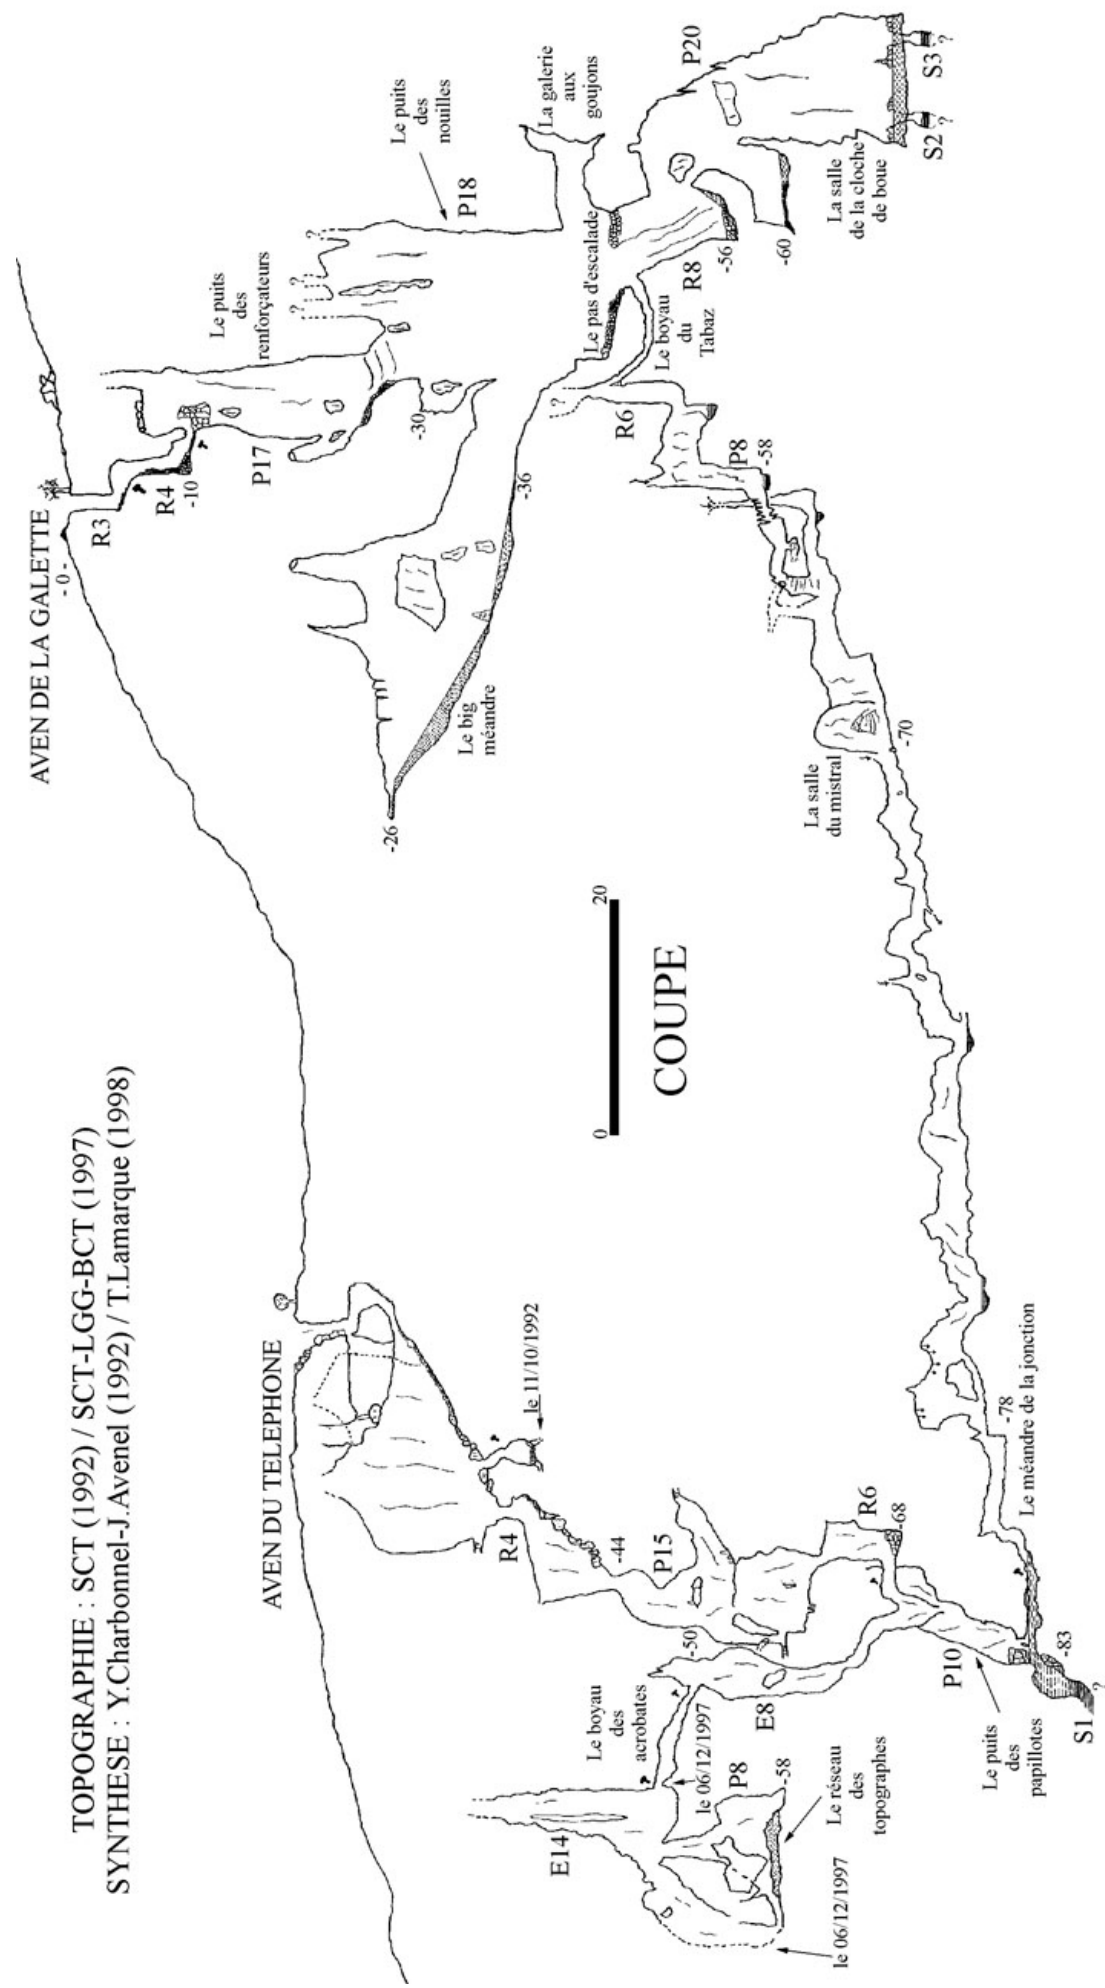 TOPOGRAPHIE : SCT (1992) / SCT-LGG-BCT (1997)
SYNTHESE : Y.Charbonnel-J.Avenel (1992) / T.Lamarque (1998)
AVEN DU TELEPHONE
AVEN DE LA GALETTE
- 0 -
R3
R4
-10
P17
Le puits
des
renforçateurs
?
?
?
Le puits
des
nouilles
P18
-30
-26
Le big
méandre
-36
La galerie
aux
goujons
Le pas d'escalade
Le boyau
du
Tabaz
?
R6
R8
-56
-60
P20
La salle
de la cloche
de boue
S2
?
S3
?
P8
-58
La salle
du mistral
-70
0
20
COUPE
le 11/10/1992
R4
-44
P15
-50
R6
-68
Le méandre de la jonction
-78
Le boyau
des
acrobates
E14
le 06/12/1997
P8
-58
E8
Le réseau
des
topographes
le 06/12/1997
P10
Le puits
des
papillotes
-83
S1
?